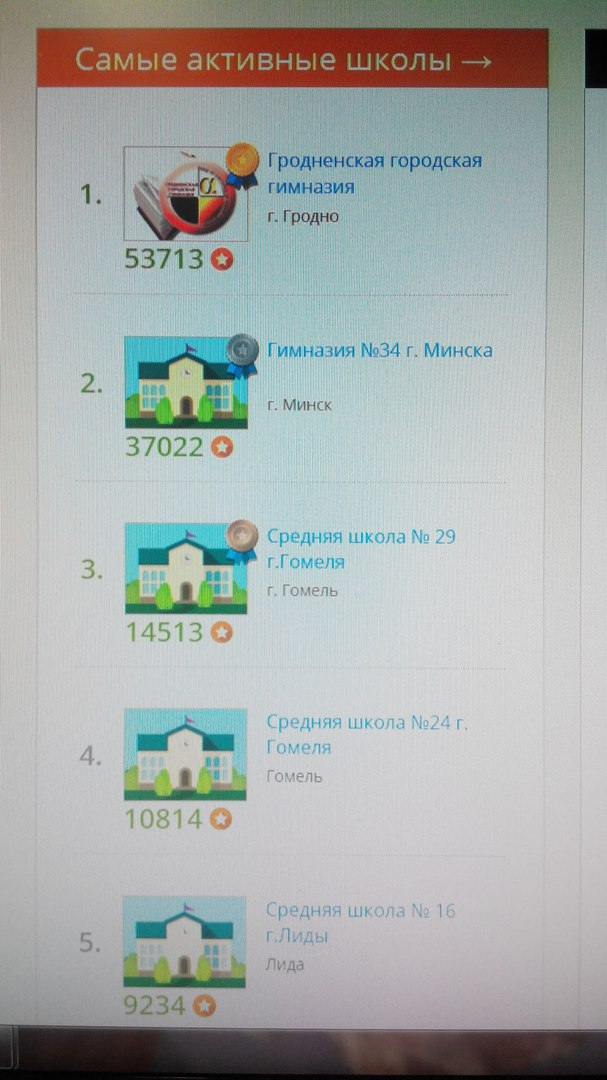 Самые активные школы →
1.
Гродненская городская
гимназия
г. Гродно
53713
2.
Гимназия №34 г. Минска
г. Минск
37022
3.
Средняя школа № 29
г.Гомеля
г. Гомель
14513
4.
Средняя школа №24 г.
Гомеля
Гомель
10814
5.
Средняя школа № 16
г.Лиды
Лида
9234